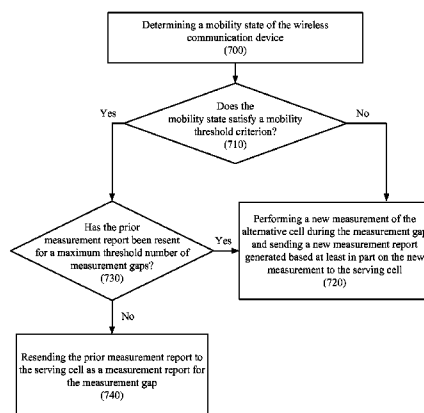 Determining a mobility state of the wireless
communication device
(700)
Does the
mobility state satisfy a mobility
threshold criterion?
(710)
Yes
No
Has the prior
measurement report been resent
for a maximum threshold number of
measurement gaps?
(730)
Yes
Performing a new measurement of the
alternative cell during the measurement gap
and sending a new measurement report
generated based at least in part on the new
measurement to the serving cell
(720)
No
Resending the prior measurement report to
the serving cell as a measurement report for
the measurement gap
(740)